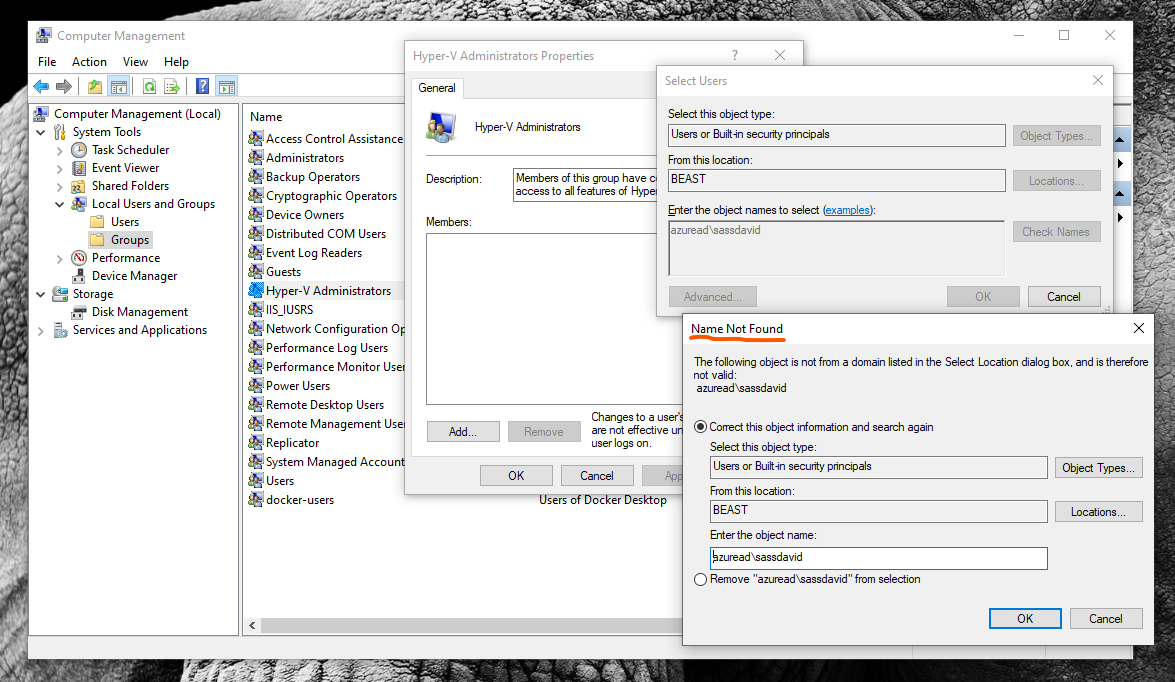 Computer Management
File Action View Help
Computer Management (Local)
System Tools
Task Scheduler
Event Viewer
Shared Folders
Local Users and Groups
Users
Groups
Performance
Device Manager
Storage
Disk Management
Services and Applications
Name
Access Control Assistance
Administrators
Backup Operators
Cryptographic Operators
Device Owners
Distributed COM Users
Event Log Readers
Guests
Hyper-V Administrators
IIS_IUSRS
Network Configuration Op
Performance Log Users
Performance Monitor User
Power Users
Remote Desktop Users
Remote Management User
Replicator
System Managed Account
Users
docker-users Users of Docker Desktop
Hyper-V Administrators Properties
?
General
Hyper-V Administrators
Description:
Members of this group have co
access to all features of Hyper
Members:
Add...
Remove
Changes to a user's
are not effective un
user logs on.
OK
Cancel
App
Select Users
Select this object type:
Users or Built-in security principals
Object Types...
From this location:
BEAST
Locations...
Enter the object names to select (examples):
azuread\sassdavid
Check Names
Advanced...
OK
Cancel
Name Not Found
The following object is not from a domain listed in the Select Location dialog box, and is therefore
not valid:
azuread\sassdavid
Correct this object information and search again
Select this object type:
Users or Built-in security principals
Object Types...
From this location:
BEAST
Locations...
Enter the object name:
azuread\sassdavid
Remove "azuread\sassdavid" from selection
OK
Cancel